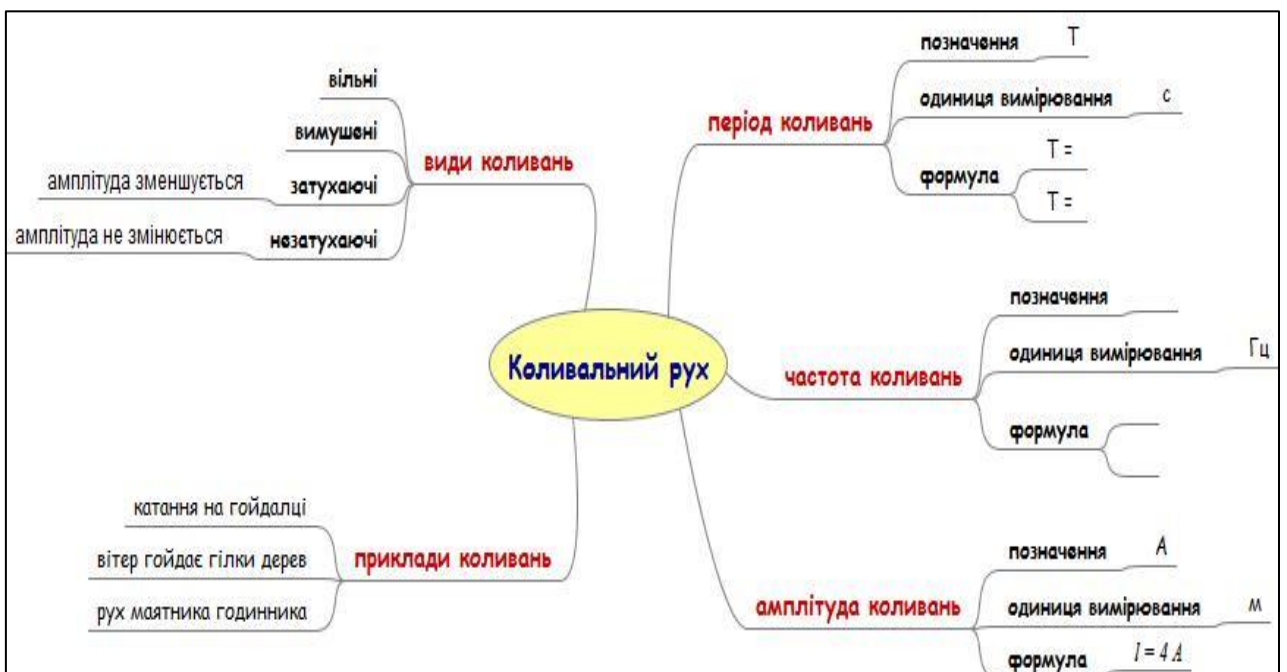 Коливальний рух
види коливань
вільні
вимушені
затухаючі
амплітуда зменшується
незатухаючі
амплітуда не змінюється
приклади коливань
катання на гойдалці
вітер гойдає гілки дерев
рух маятника годинника
період коливань
позначення T
одиниця вимірювання с
формула
T =
T =
частота коливань
позначення
одиниця вимірювання Гц
формула
амплітуда коливань
позначення A
одиниця вимірювання м
формула l = 4 A